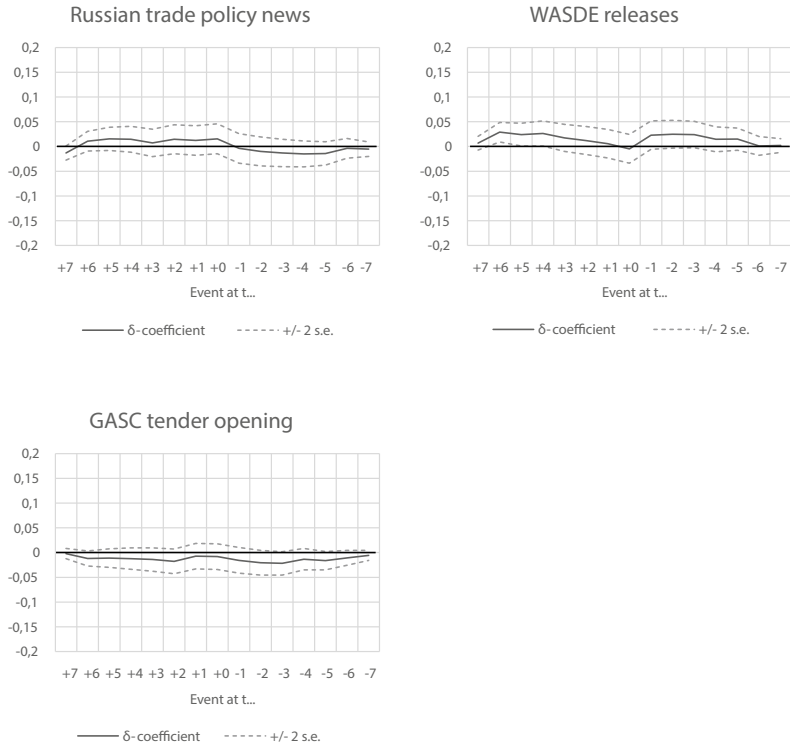 Russian trade policy news
0,2
0,15
0,1
0,05
0
-0,05
-0,1
-0,15
-0,2
+7 +6 +5 +4 +3 +2 +1 +0 -1 -2 -3 -4 -5 -6 -7
Event at t...
δ-coefficient +/- 2 s.e.
WASDE releases
0,2
0,15
0,1
0,05
0
-0,05
-0,1
-0,15
-0,2
+7 +6 +5 +4 +3 +2 +1 +0 -1 -2 -3 -4 -5 -6 -7
Event at t...
δ-coefficient +/- 2 s.e.
GASC tender opening
0,2
0,15
0,1
0,05
0
-0,05
-0,1
-0,15
-0,2
+7 +6 +5 +4 +3 +2 +1 +0 -1 -2 -3 -4 -5 -6 -7
Event at t...
δ-coefficient +/- 2 s.e.